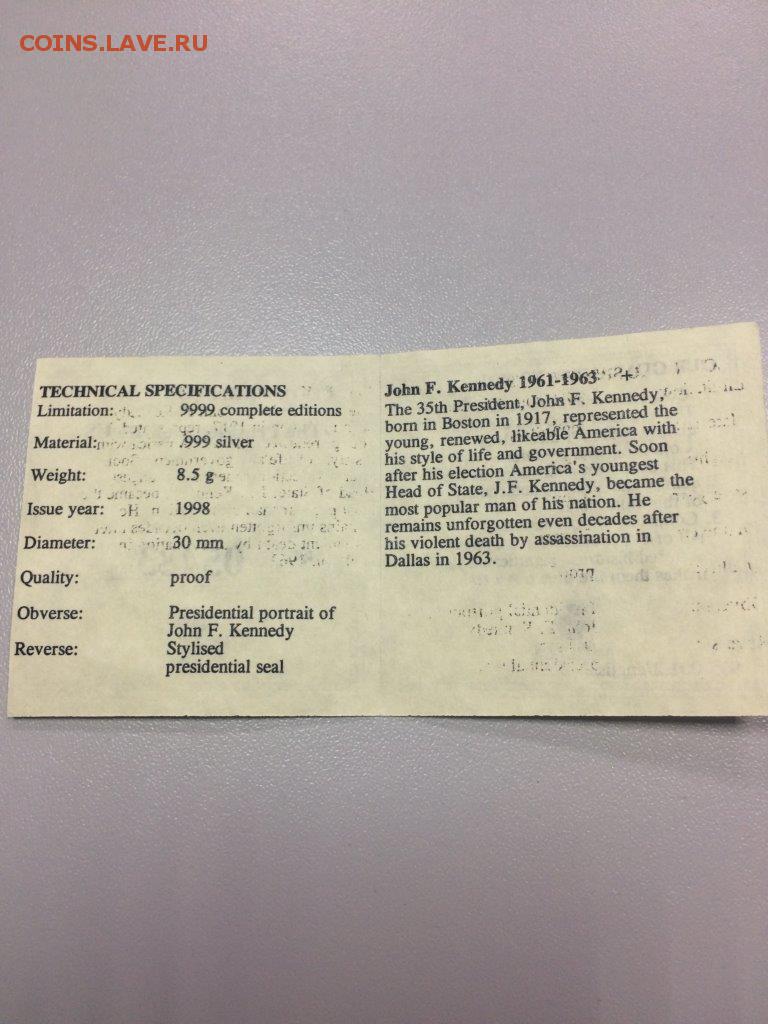 COINS.LAVE.RU
TECHNICAL SPECIFICATIONS
Limitation: 9999 complete editions
Material: .999 silver
Weight: 8.5 g
Issue year: 1998
Diameter: 30 mm
Quality: proof
Obverse: Presidential portrait of
John F. Kennedy
Reverse: Stylised
presidential seal
John F. Kennedy 1961-1963 +
The 35th President, John F. Kennedy,
born in Boston in 1917, represented the
young, renewed, likeable America with
his style of life and government. Soon
after his election America's youngest
Head of State, J.F. Kennedy, became the
most popular man of his nation. He
remains unforgotten even decades after
his violent death by assassination in
Dallas in 1963.